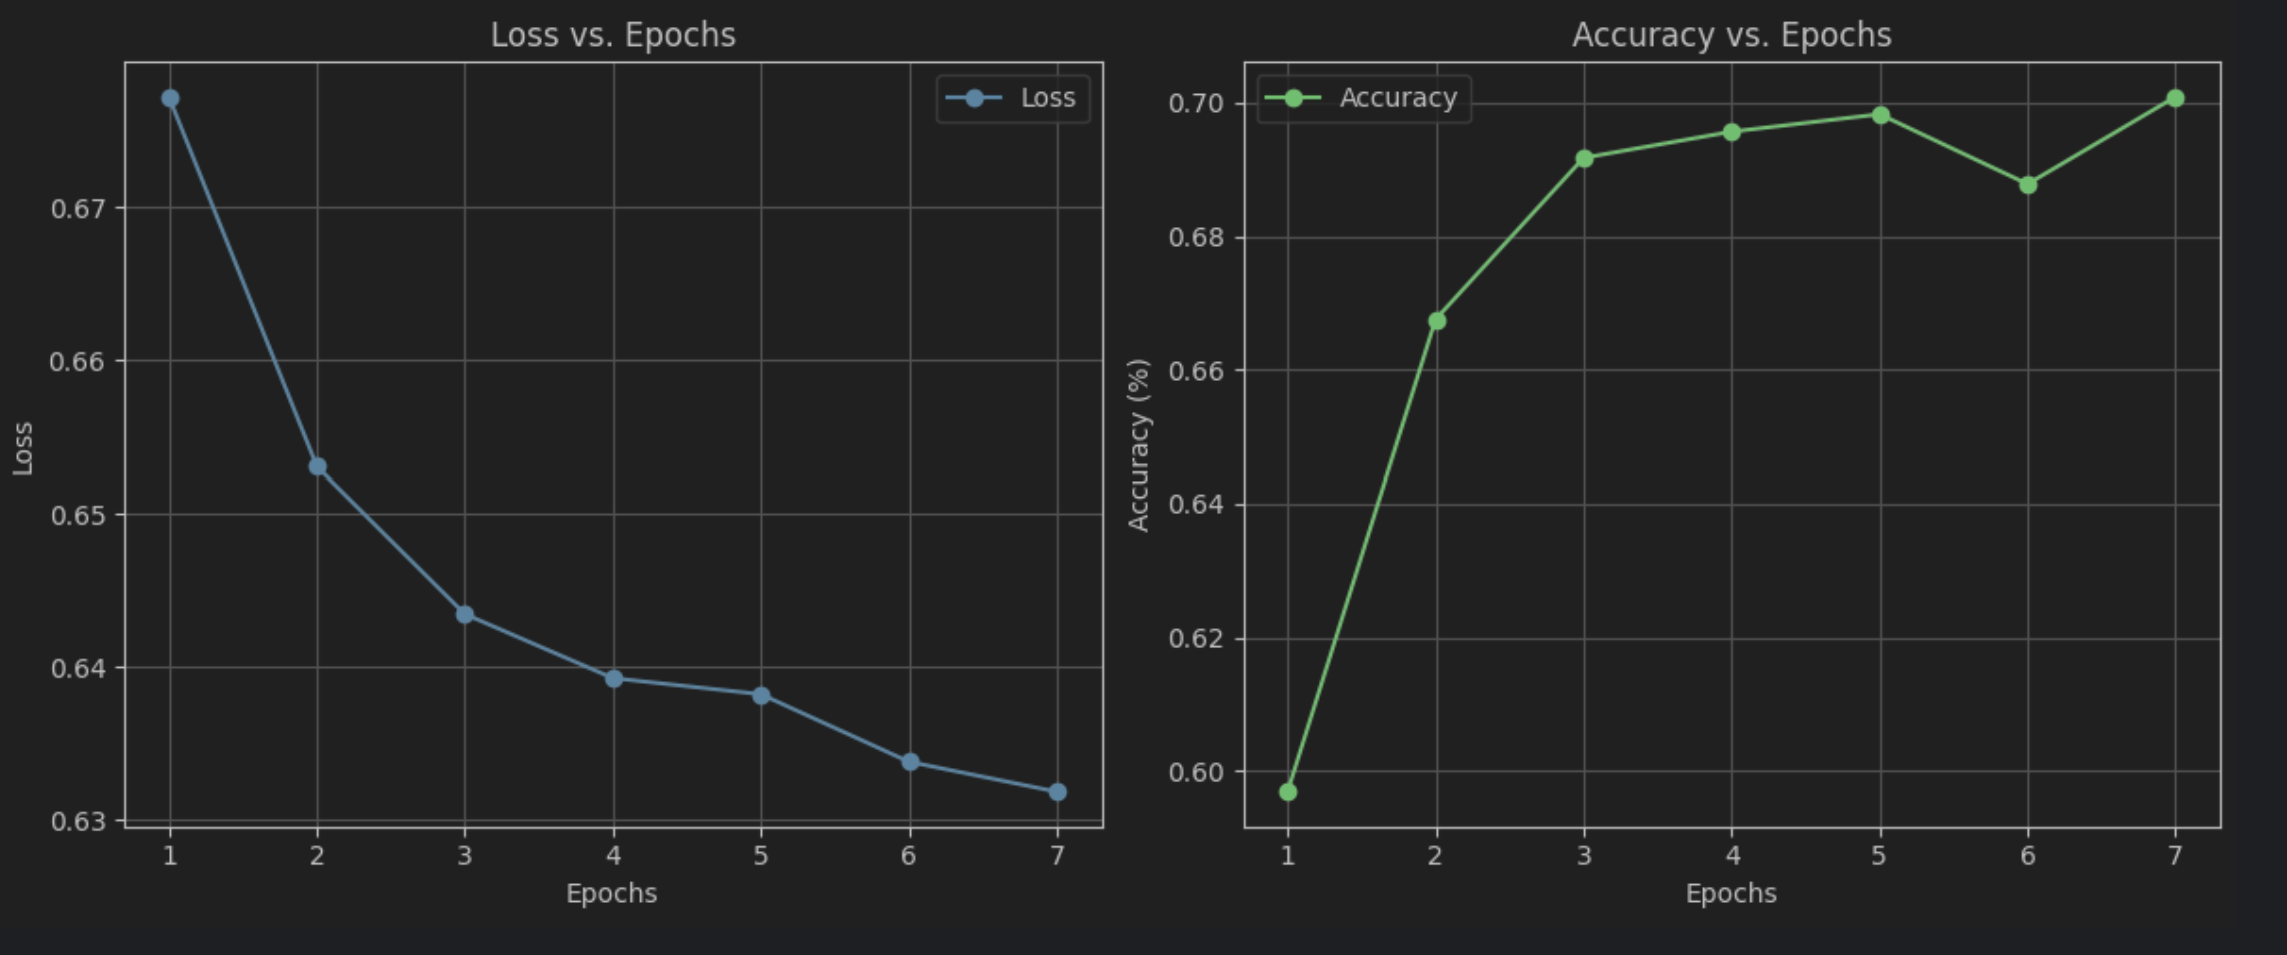 Loss vs. Epochs
Loss
0.67
0.66
0.65
0.64
0.63
Loss
1 2 3 4 5 6 7
Epochs
Accuracy vs. Epochs
Accuracy
0.70
0.68
0.66
0.64
0.62
0.60
Accuracy (%)
1 2 3 4 5 6 7
Epochs